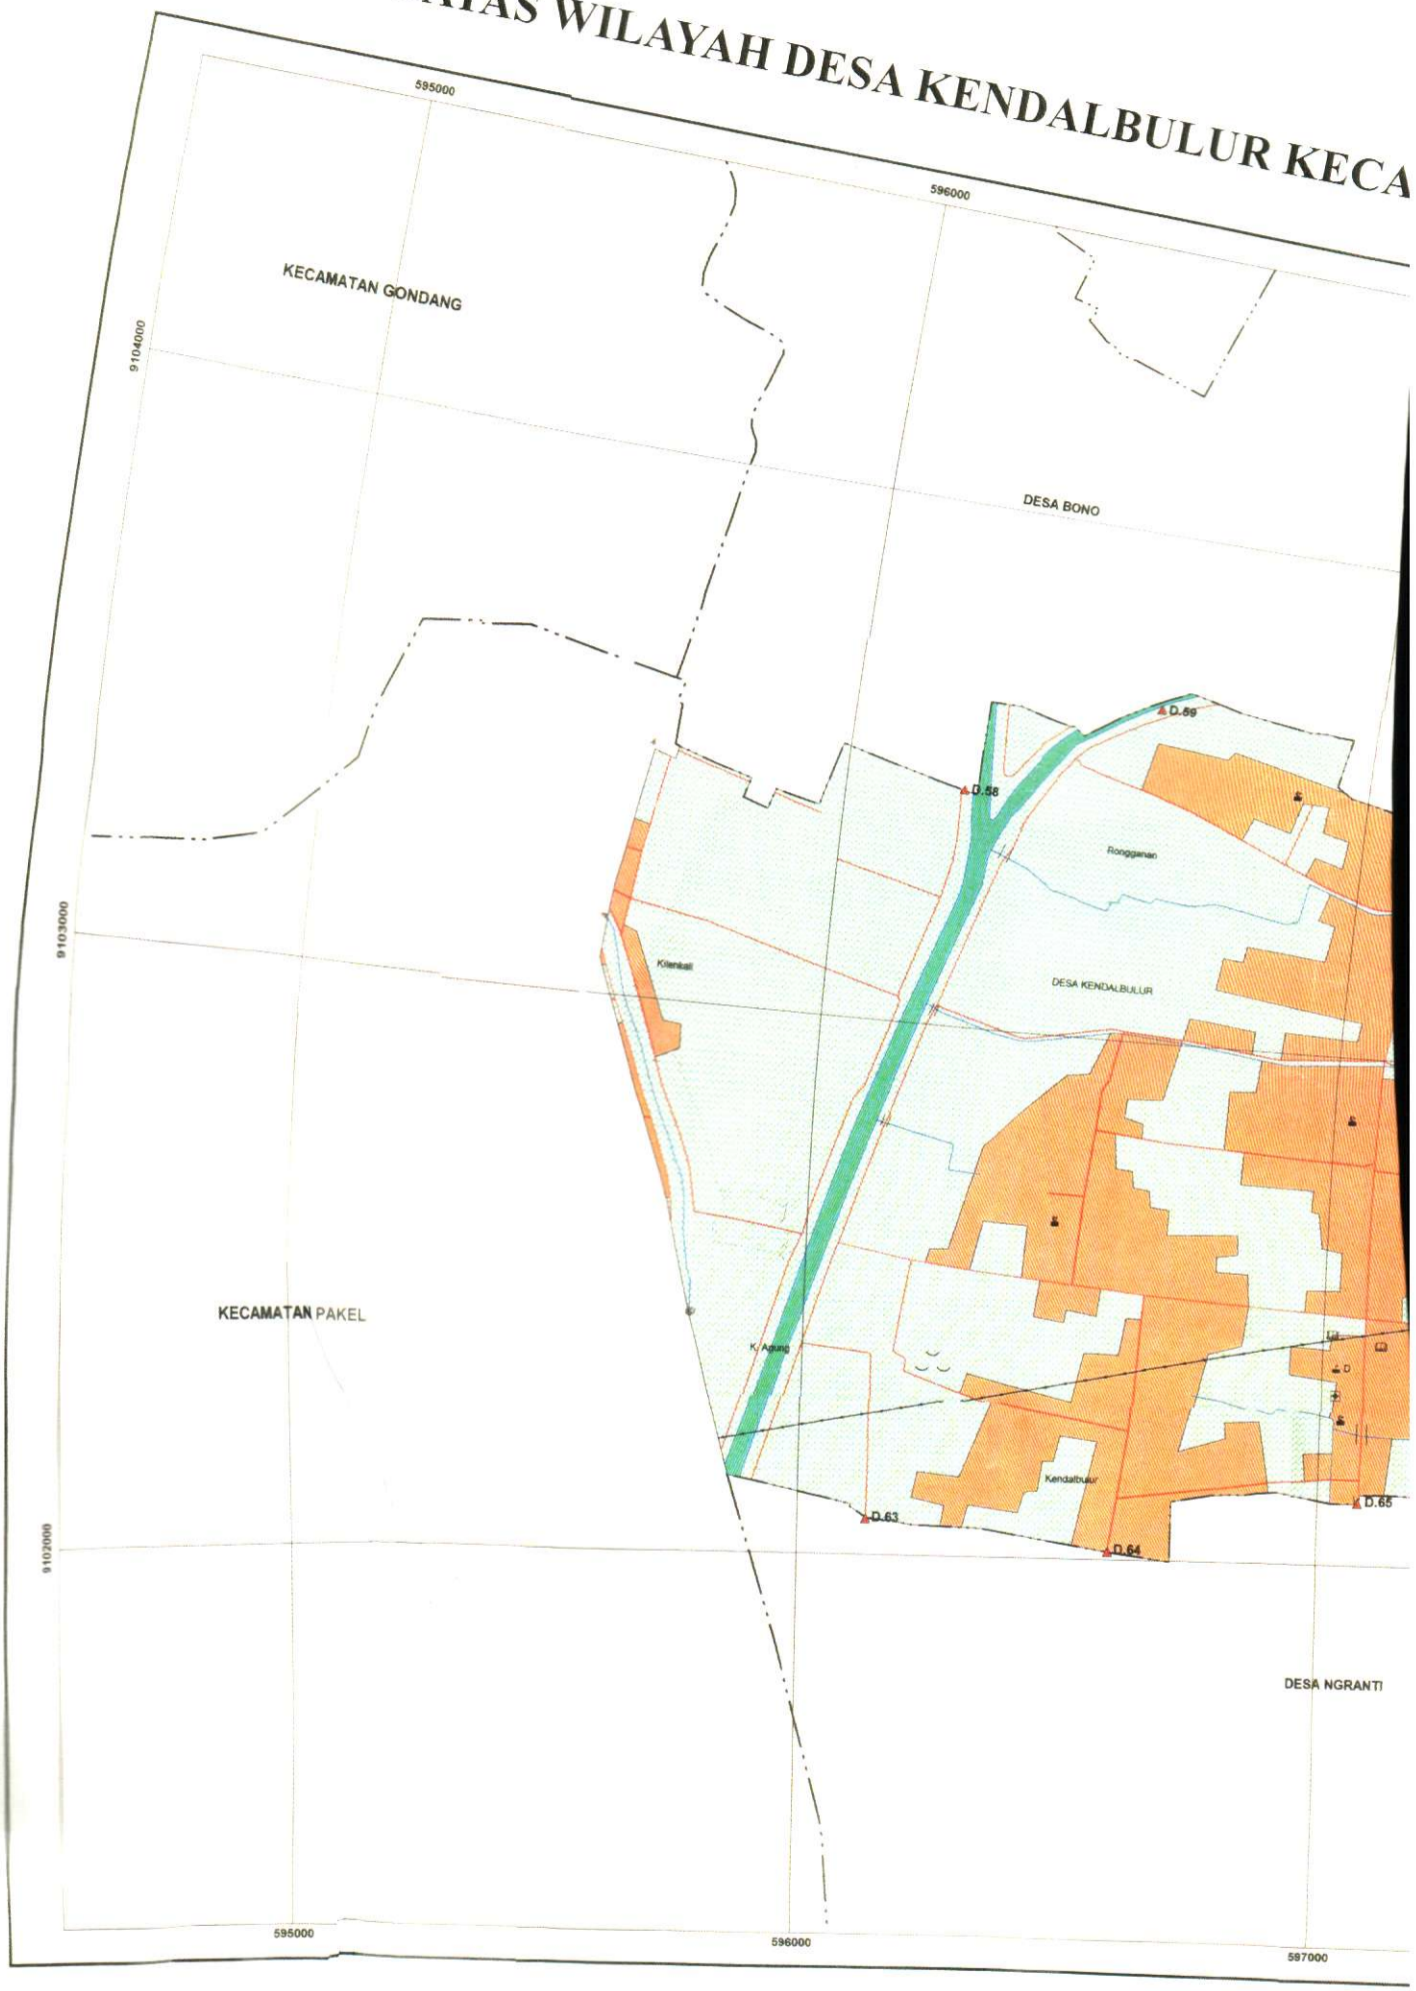 WILAYAH DESA KENDALBULUR
595000
596000
KECAMATAN GONDANG
9104000
DESA BONO
D.59
D.58
Rongganan
9103000
Kilenkali
DESA KENDALBULUR
KECAMATAN PAKEL
K. Agung
D
Kendalbulur
D.65
D.63
9102000
D.64
DESA NGRANTI
595000
596000
597000